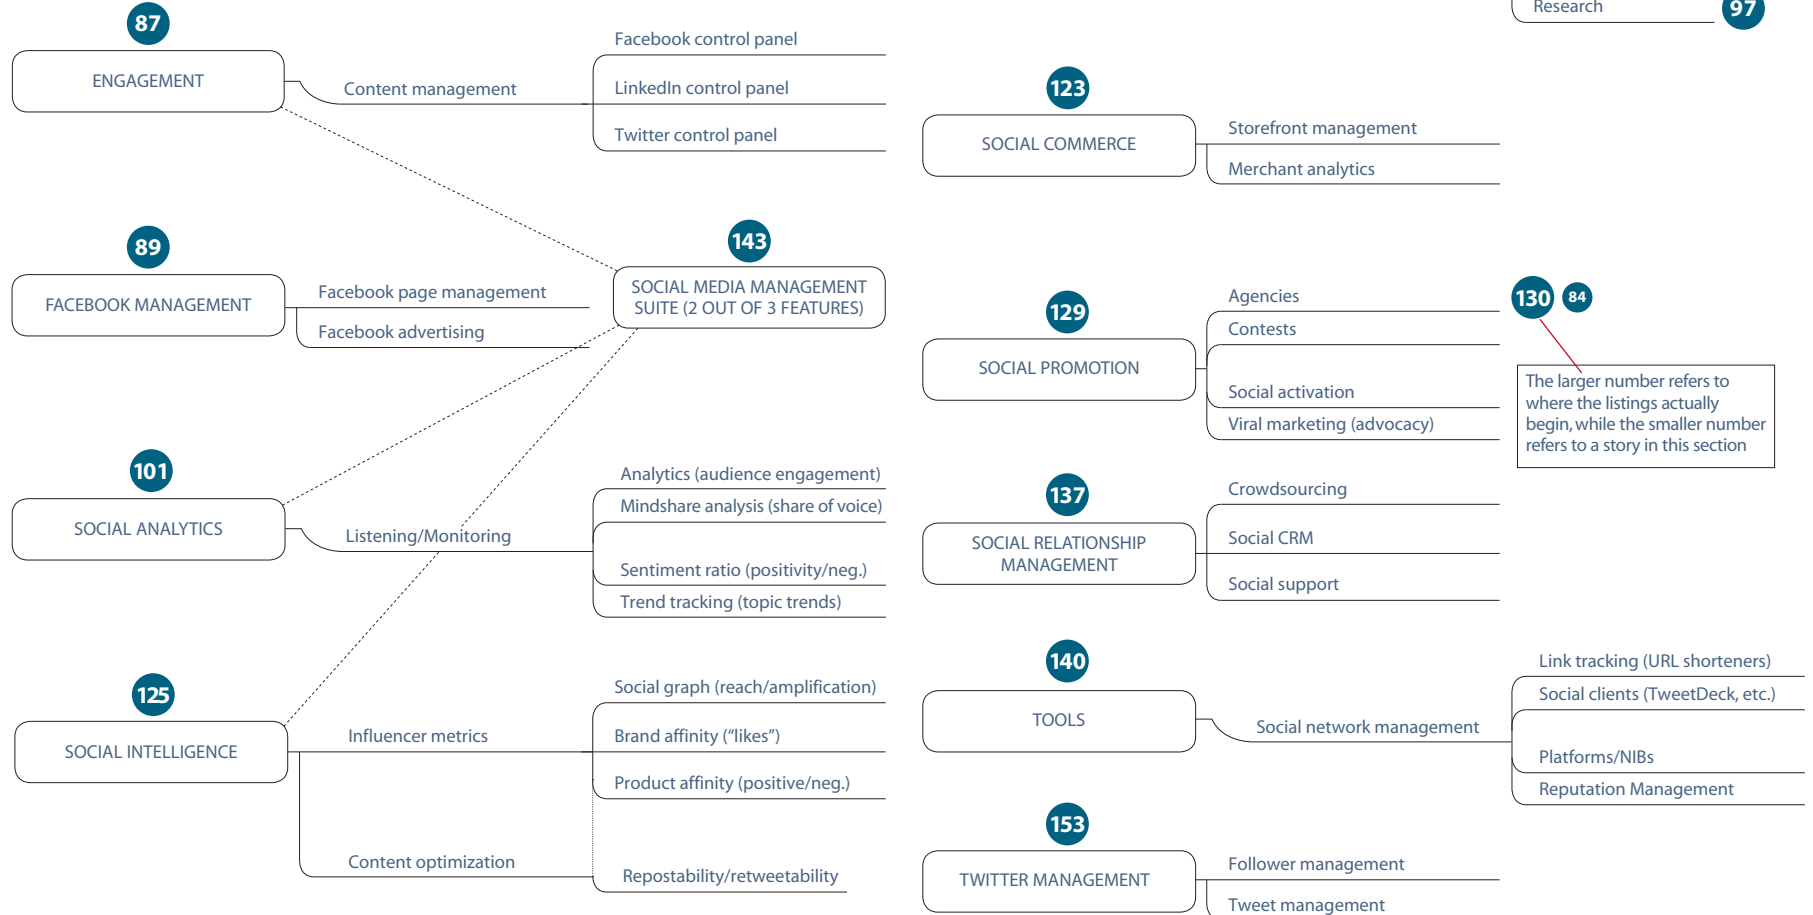 87
ENGAGEMENT
Content management
Facebook control panel
LinkedIn control panel
Twitter control panel
89
FACEBOOK MANAGEMENT
Facebook page management
Facebook advertising
143
SOCIAL MEDIA MANAGEMENT
SUITE (2 OUT OF 3 FEATURES)
101
SOCIAL ANALYTICS
Listening/Monitoring
Analytics (audience engagement)
Mindshare analysis (share of voice)
Sentiment ratio (positivity/neg.)
Trend tracking (topic trends)
125
SOCIAL INTELLIGENCE
Influencer metrics
Social graph (reach/amplification)
Brand affinity (“likes”)
Product affinity (positive/neg.)
Content optimization
Repostability/retweetability
Research
97
123
SOCIAL COMMERCE
Storefront management
Merchant analytics
129
SOCIAL PROMOTION
Agencies
Contests
Social activation
Viral marketing (advocacy)
130
84
The larger number refers to
where the listings actually
begin, while the smaller number
refers to a story in this section
137
SOCIAL RELATIONSHIP
MANAGEMENT
Crowdsourcing
Social CRM
Social support
140
TOOLS
Social network management
Link tracking (URL shorteners)
Social clients (TweetDeck, etc.)
Platforms/NIBs
Reputation Management
153
TWITTER MANAGEMENT
Follower management
Tweet management